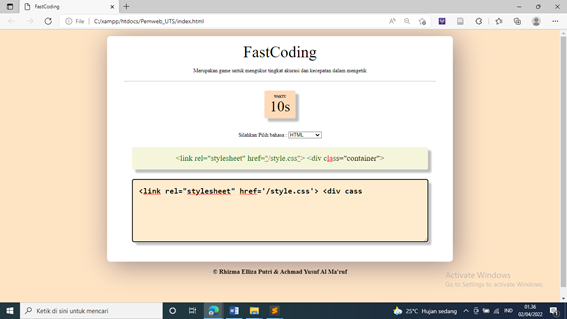 FastCoding
File | C:/xampp/htdocs/Pemweb_UTS/index.html
FastCoding
Merupakan game untuk mengukur tingkat akurasi dan kecepatan dalam mengetik
WAKTU
10s
Silahkan Pilih bahasa : HTML
<link rel="stylesheet" href="/style.css"> <div class="container">
<link rel="stylesheet" href='/style.css'> <div cass
© Rhizma Elliza Putri & Achmad Yusuf Al Ma'ruf
Activate Windows
Go to Settings to activate Windows.
Ketik di sini untuk mencari
25°C Hujan sedang
IND
01.36
02/04/2022